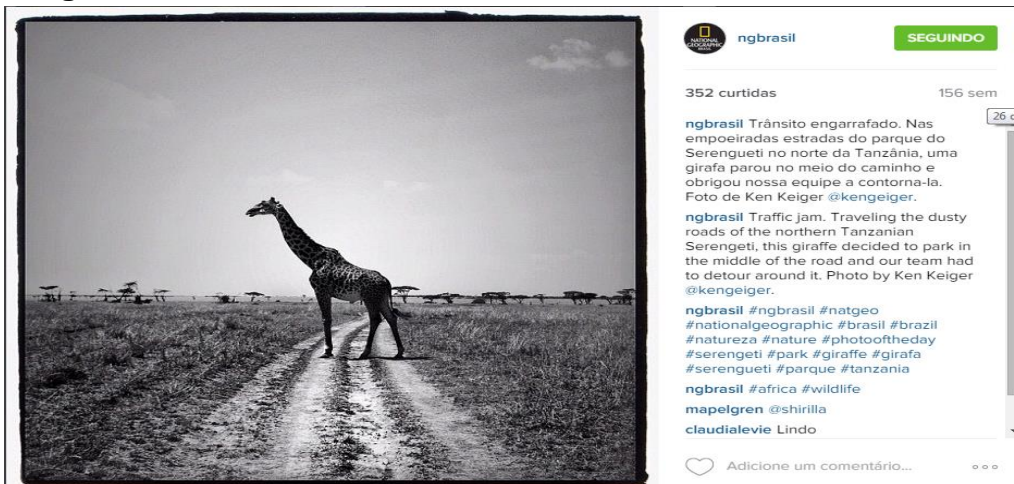 NATIONAL
GEOGRAPHIC
ngbrasil
SEGUINDO
352 curtidas
156 sem
ngbrasil Trânsito engarrafado. Nas
empoeiradas estradas do parque do
Serengueti no norte da Tanzânia, uma
girafa parou no meio do caminho e
obrigou nossa equipe a contorna-la.
Foto de Ken Keiger @kengeiger.
ngbrasil Traffic jam. Traveling the dusty
roads of the northern Tanzanian
Serengeti, this giraffe decided to park in
the middle of the road and our team had
to detour around it. Photo by Ken Keiger
@kengeiger.
ngbrasil #ngbrasil #natgeo
#nationalgeographic #brasil #brazil
#natureza #nature #photooftheday
#serengeti #park #giraffe #girafa
#serengueti #parque #tanzania
ngbrasil #africa #wildlife
mapelgren @shirilla
claudialevie Lindo
Adicione um comentário...